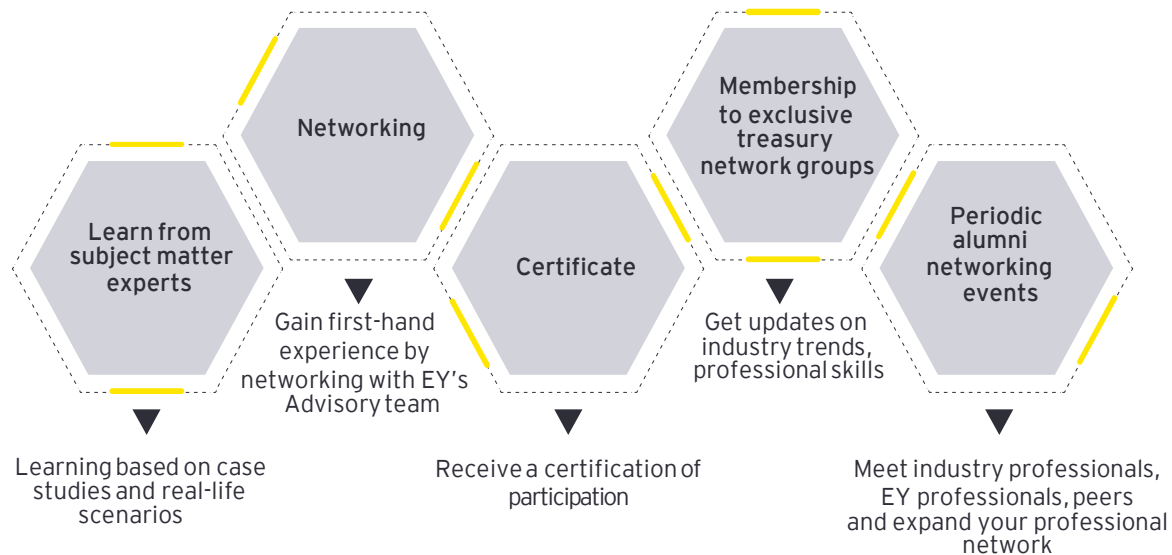 Learn from
subject matter
experts
Learning based on case
studies and real-life
scenarios
Networking
Gain first-hand
experience by
networking with EY's
Advisory team
Certificate
Receive a certification of
participation
Membership
to exclusive
treasury
network groups
Get updates on
industry trends,
professional skills
Periodic
alumni
networking
events
Meet industry professionals,
EY professionals, peers
and expand your professional
network